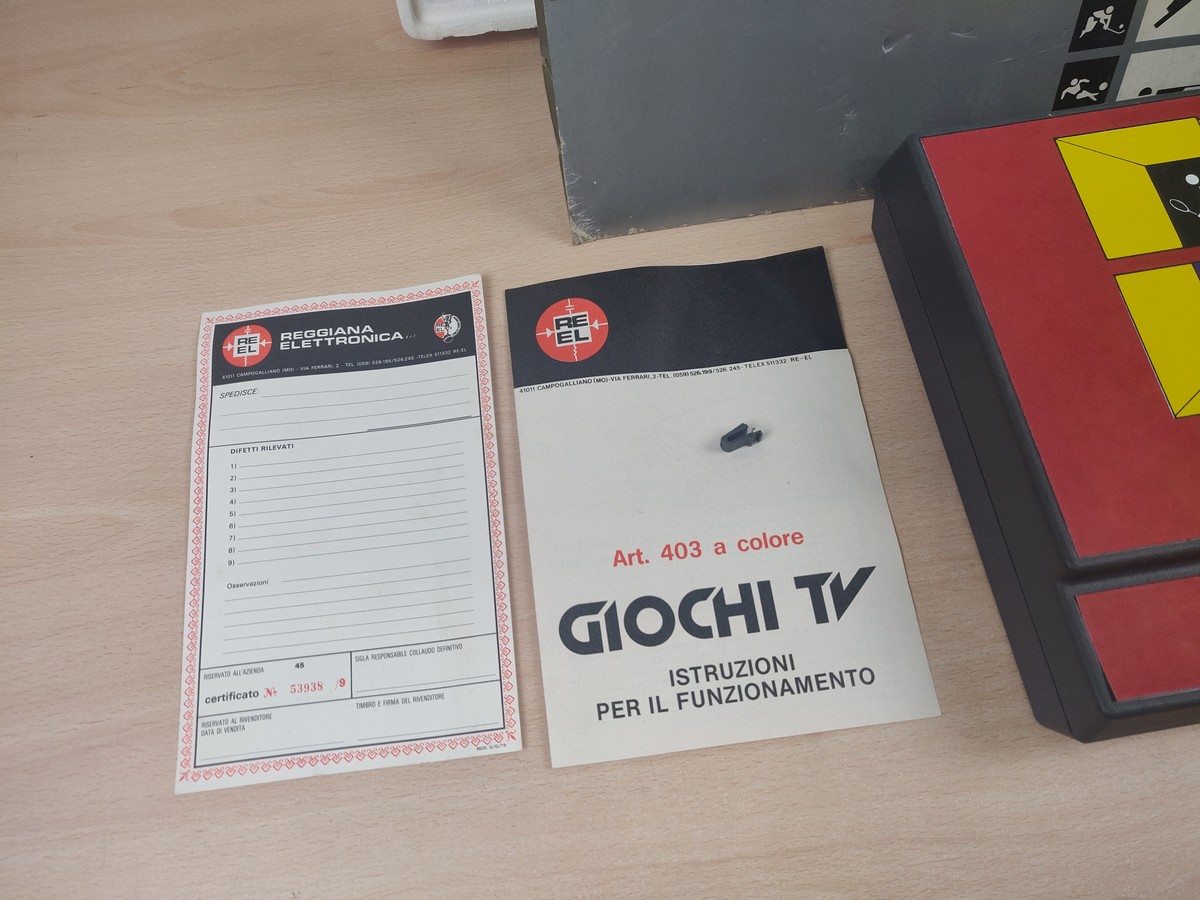 RE
EL
REGGIANA
ELETTRONICA s.r.l.
41011 CAMPOGALLIANO (MO) - VIA FERRARI, 2 - TEL. (059) 526.199/526.245 - TELEX 511332 RE-EL
SPEDISCE:
DIFETTI RILEVATI
1)
2)
3)
4)
5)
6)
7)
8)
9)
Osservazioni
RISERVATO ALL'AZIENDA
45
certificato № 53938 /9
SIGLA RESPONSABILE COLLAUDO DEFINITIVO
RISERVATO AL RIVENDITORE
DATA DI VENDITA
TIMBRO E FIRMA DEL RIVENDITORE
RE
EL
41011 CAMPOGALLIANO (MO) - VIA FERRARI, 2 - TEL. (059) 526.199/526.245 - TELEX 511332 RE-EL
Art. 403 a colore
GIOCHI TV
ISTRUZIONI
PER IL FUNZIONAMENTO